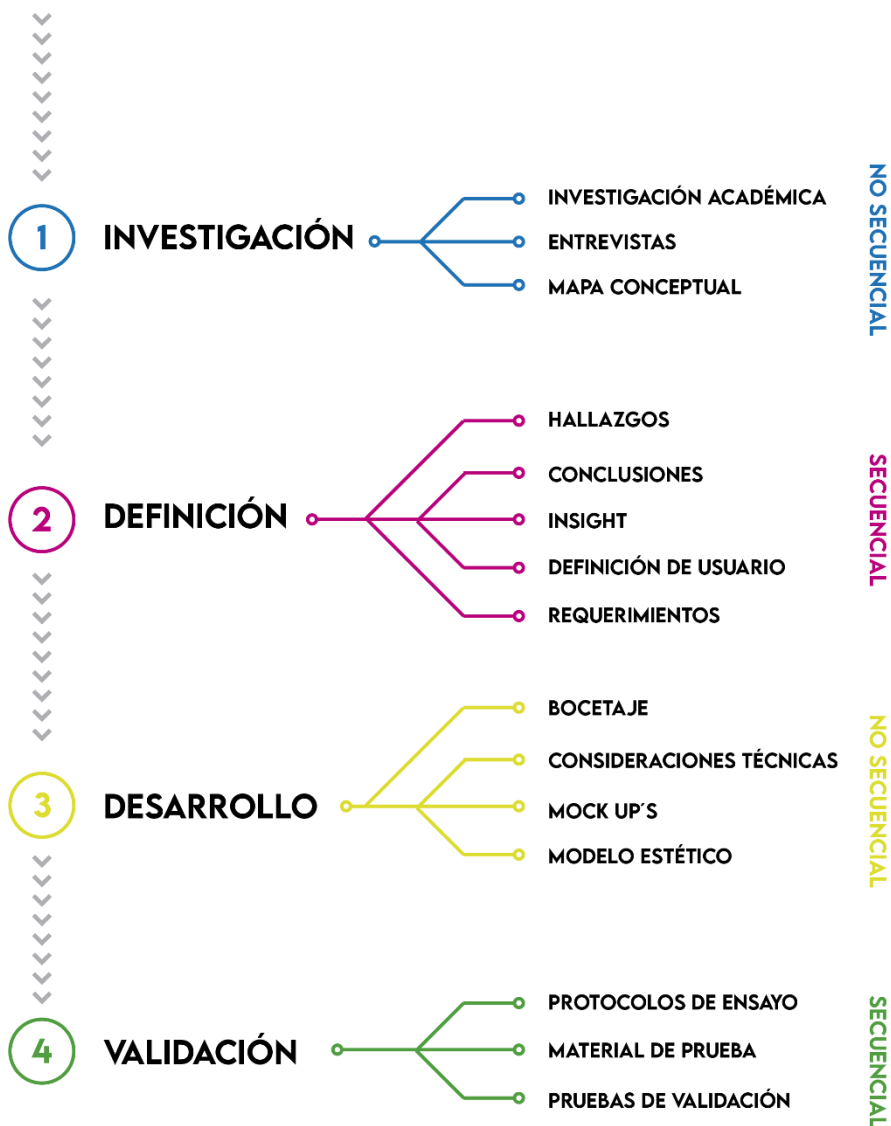 1
INVESTIGACIÓN
INVESTIGACIÓN ACADÉMICA
ENTREVISTAS
MAPA CONCEPTUAL
NO SECUENCIAL
2
DEFINICIÓN
HALLAZGOS
CONCLUSIONES
INSIGHT
DEFINICIÓN DE USUARIO
REQUERIMIENTOS
SECUENCIAL
3
DESARROLLO
BOCETAJE
CONSIDERACIONES TÉCNICAS
MOCK UP´S
MODELO ESTÉTICO
NO SECUENCIAL
4
VALIDACIÓN
PROTOCOLOS DE ENSAYO
MATERIAL DE PRUEBA
PRUEBAS DE VALIDACIÓN
SECUENCIAL